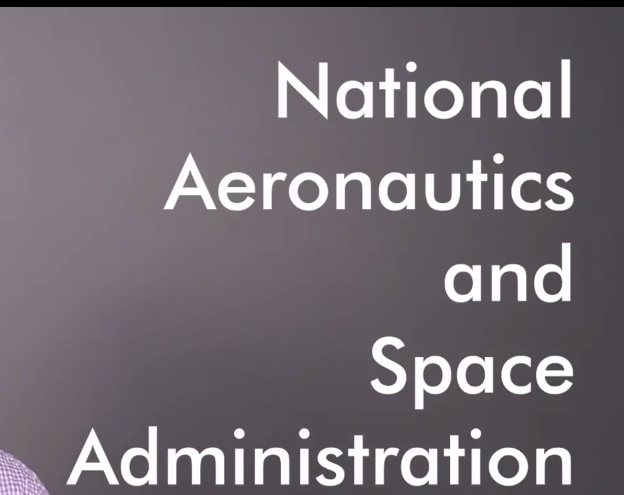 National
Aeronautics
and
Space
Administration